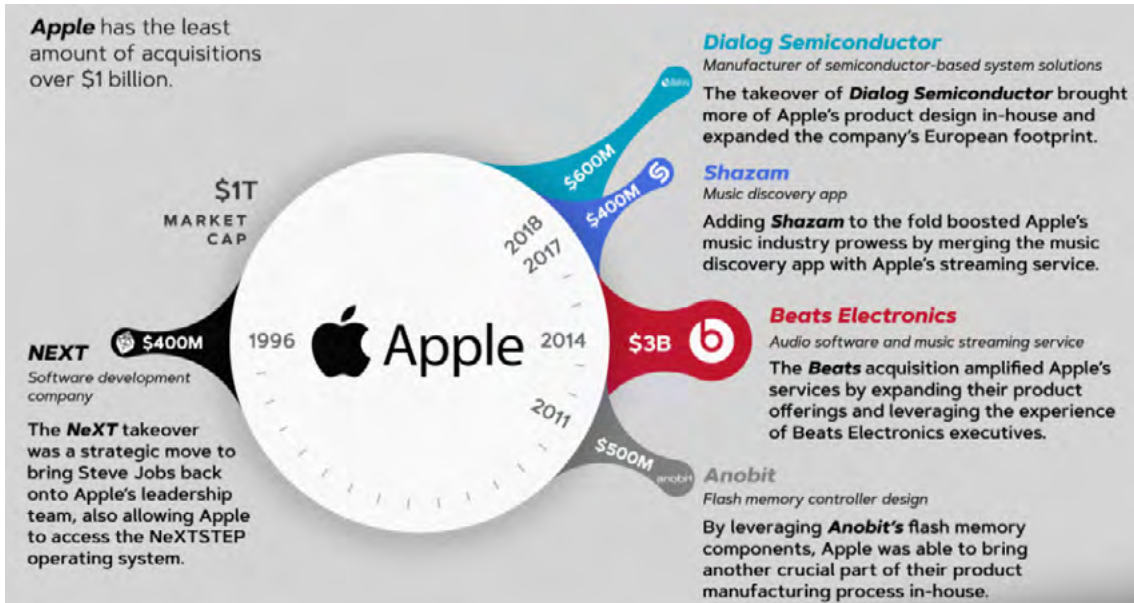 Apple has the least
amount of acquisitions
over $1 billion.
$1T
MARKET
CAP
$400M
1996
Apple
2018
2017
2014
2011
$600M
$400M
$3B
b
$500M
anobit
NEXT
Software development
company
The NeXT takeover
was a strategic move to
bring Steve Jobs back
onto Apple's leadership
team, also allowing Apple
to access the NeXTSTEP
operating system.
Dialog Semiconductor
Manufacturer of semiconductor-based system solutions
The takeover of Dialog Semiconductor brought
more of Apple's product design in-house and
expanded the company's European footprint.
Shazam
Music discovery app
Adding Shazam to the fold boosted Apple's
music industry prowess by merging the music
discovery app with Apple's streaming service.
Beats Electronics
Audio software and music streaming service
The Beats acquisition amplified Apple's
services by expanding their product
offerings and leveraging the experience
of Beats Electronics executives.
Anobit
Flash memory controller design
By leveraging Anobit's flash memory
components, Apple was able to bring
another crucial part of their product
manufacturing process in-house.